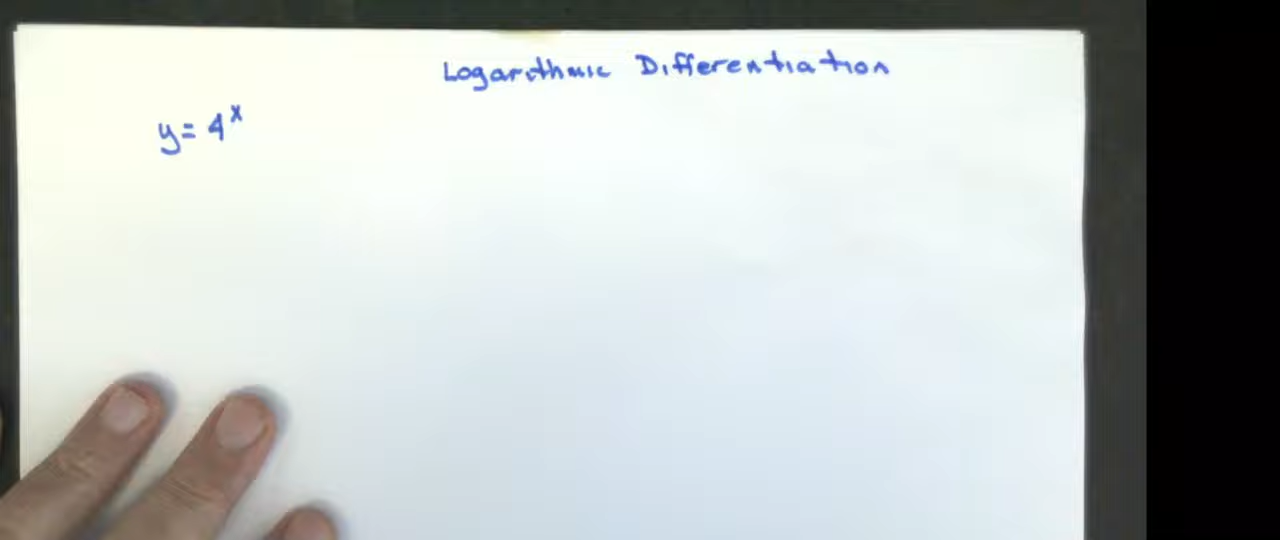 Logarithmic Differentiation
y = 4^x